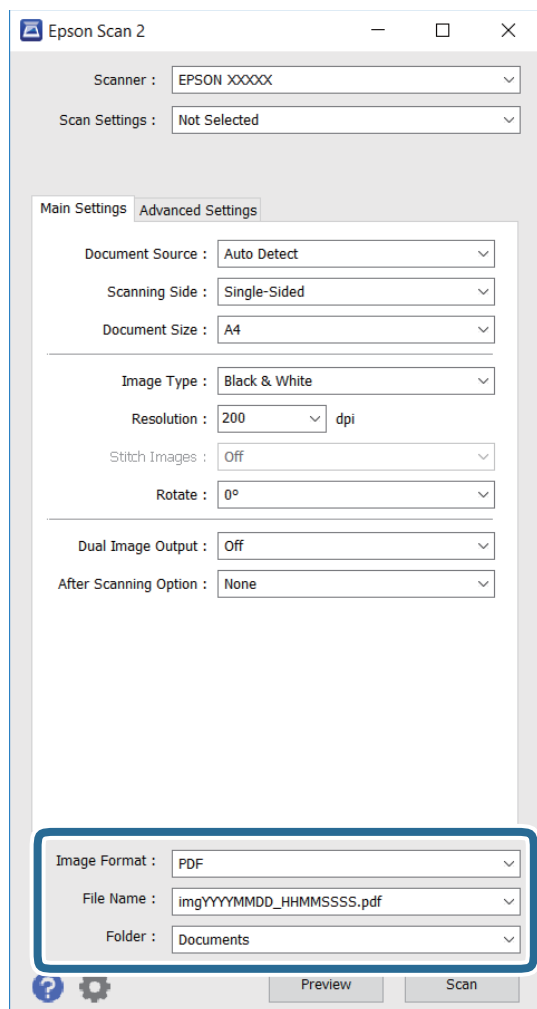 Epson Scan 2
Scanner : EPSON XXXXX
Scan Settings : Not Selected
Main Settings Advanced Settings
Document Source : Auto Detect
Scanning Side : Single-Sided
Document Size : A4
Image Type : Black & White
Resolution : 200 dpi
Stitch Images : Off
Rotate : 0º
Dual Image Output : Off
After Scanning Option : None
Image Format : PDF
File Name : imgYYYYMMDD_HHMMSSSS.pdf
Folder : Documents
? Preview Scan